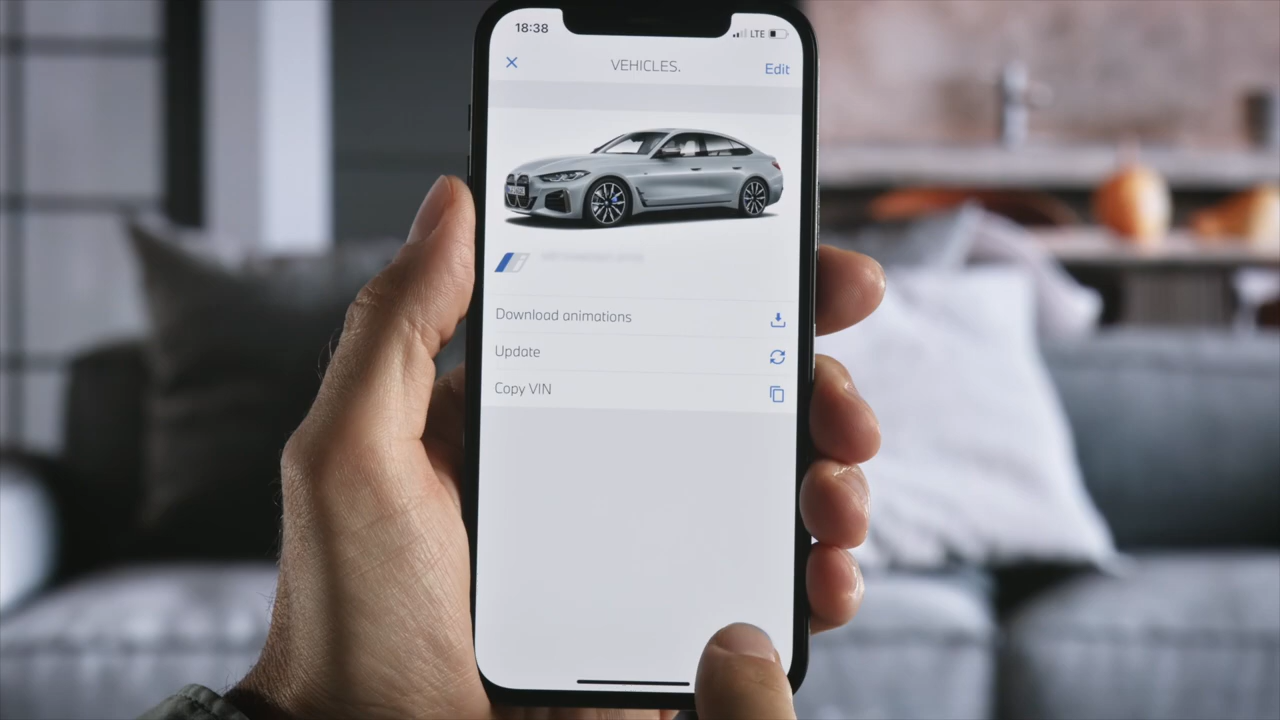 18:38
LTE
VEHICLES.
Edit
Download animations
Update
Copy VIN